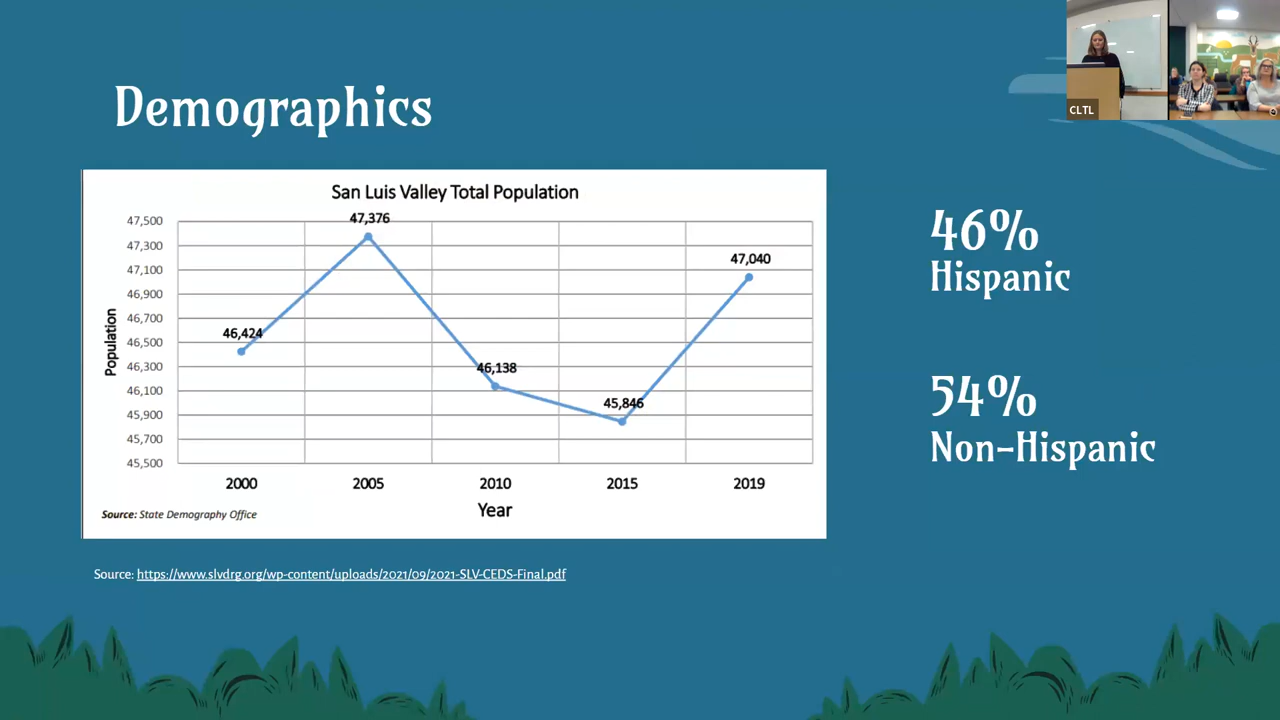 CLTL
Demographics
San Luis Valley Total Population
47,500
47,300
47,100
46,900
46,700
46,500
46,300
46,100
45,900
45,700
45,500
Population
46,424
47,376
46,138
45,846
47,040
2000 2005 2010 2015 2019
Year
Source: State Demography Office
46%
Hispanic
54%
Non-Hispanic
Source: https://www.slvdrg.org/wp-content/uploads/2021/09/2021-SLV-CEDS-Final.pdf